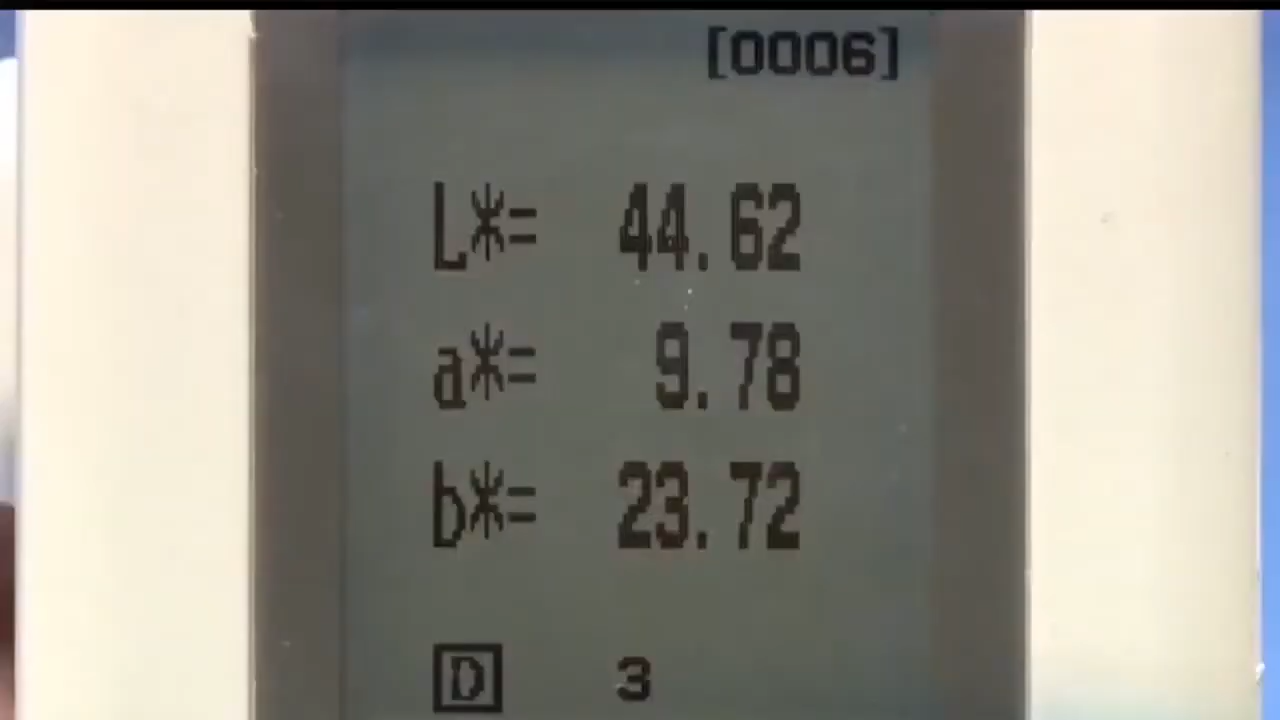 [0006]
L*= 44.62
a*= 9.78
b*= 23.72
D 3